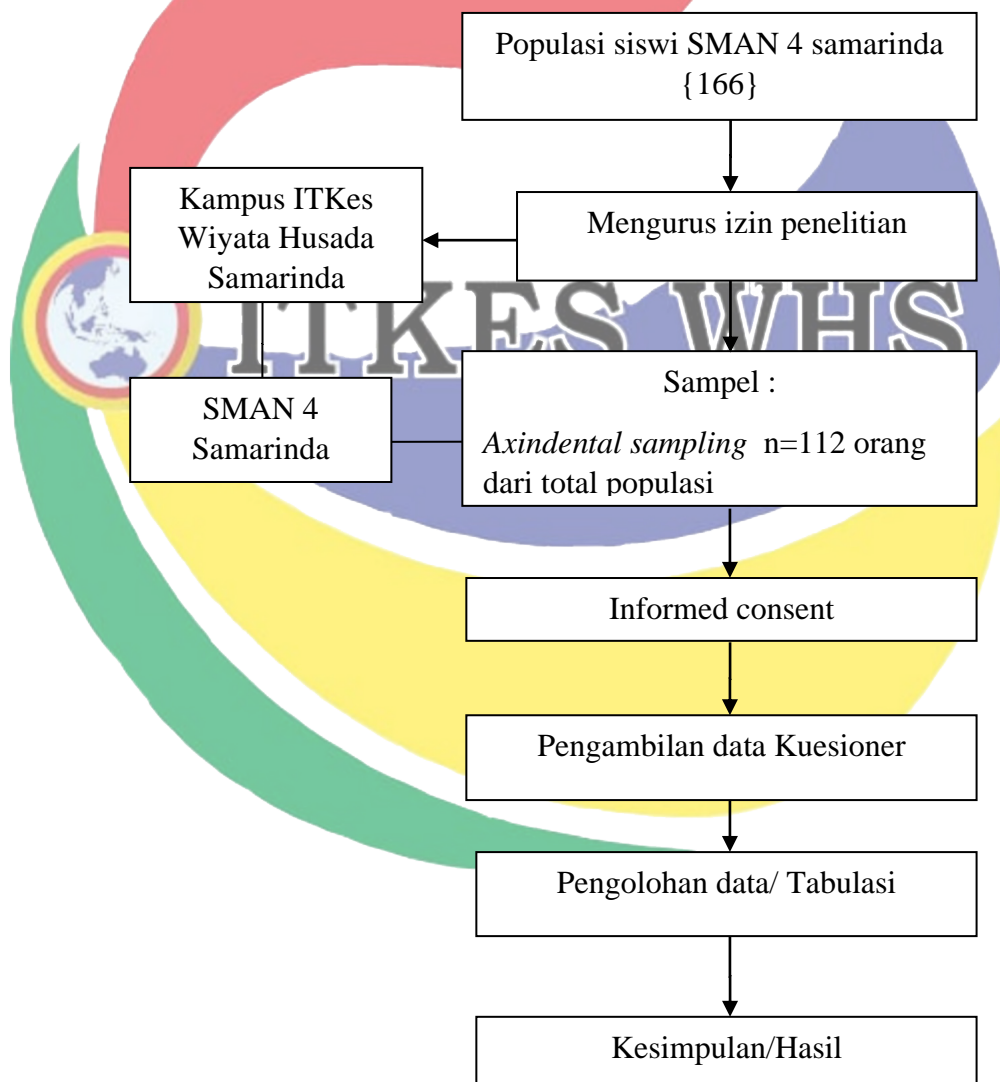 Populasi siswi SMAN 4 samarinda
{166}
Mengurus izin penelitian
Kampus ITKes
Wiyata Husada
Samarinda
ITKES WHS
SMAN 4
Samarinda
Sampel :
Axindental sampling n=112 orang
dari total populasi
Informed consent
Pengambilan data Kuesioner
Pengolohan data/ Tabulasi
Kesimpulan/Hasil